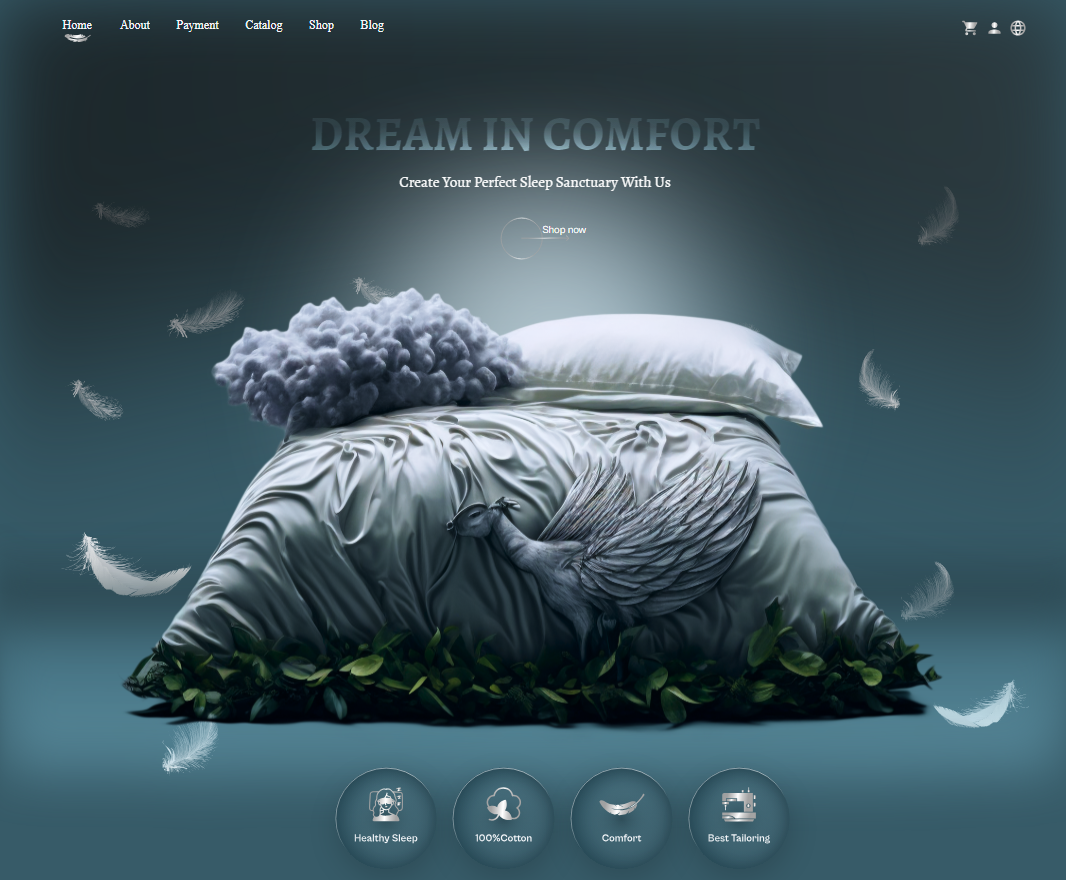 Home About Payment Catalog Shop Blog
DREAM IN COMFORT
Create Your Perfect Sleep Sanctuary With Us
Shop now
Healthy Sleep 100%Cotton Comfort Best Tailoring